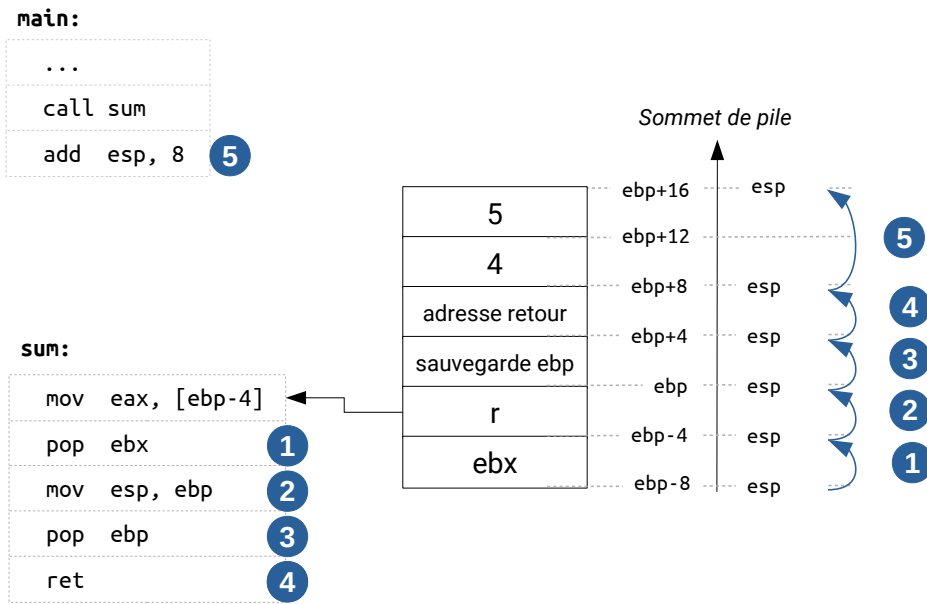 main:
...
call sum
add esp, 8
5
sum:
mov eax, [ebp-4]
pop ebx
1
mov esp, ebp
2
pop ebp
3
ret
4
5
4
adresse retour
sauvegarde ebp
r
ebx
Sommet de pile
ebp+16 esp
ebp+12
ebp+8 esp
ebp+4 esp
ebp esp
ebp-4 esp
ebp-8 esp
5
4
3
2
1